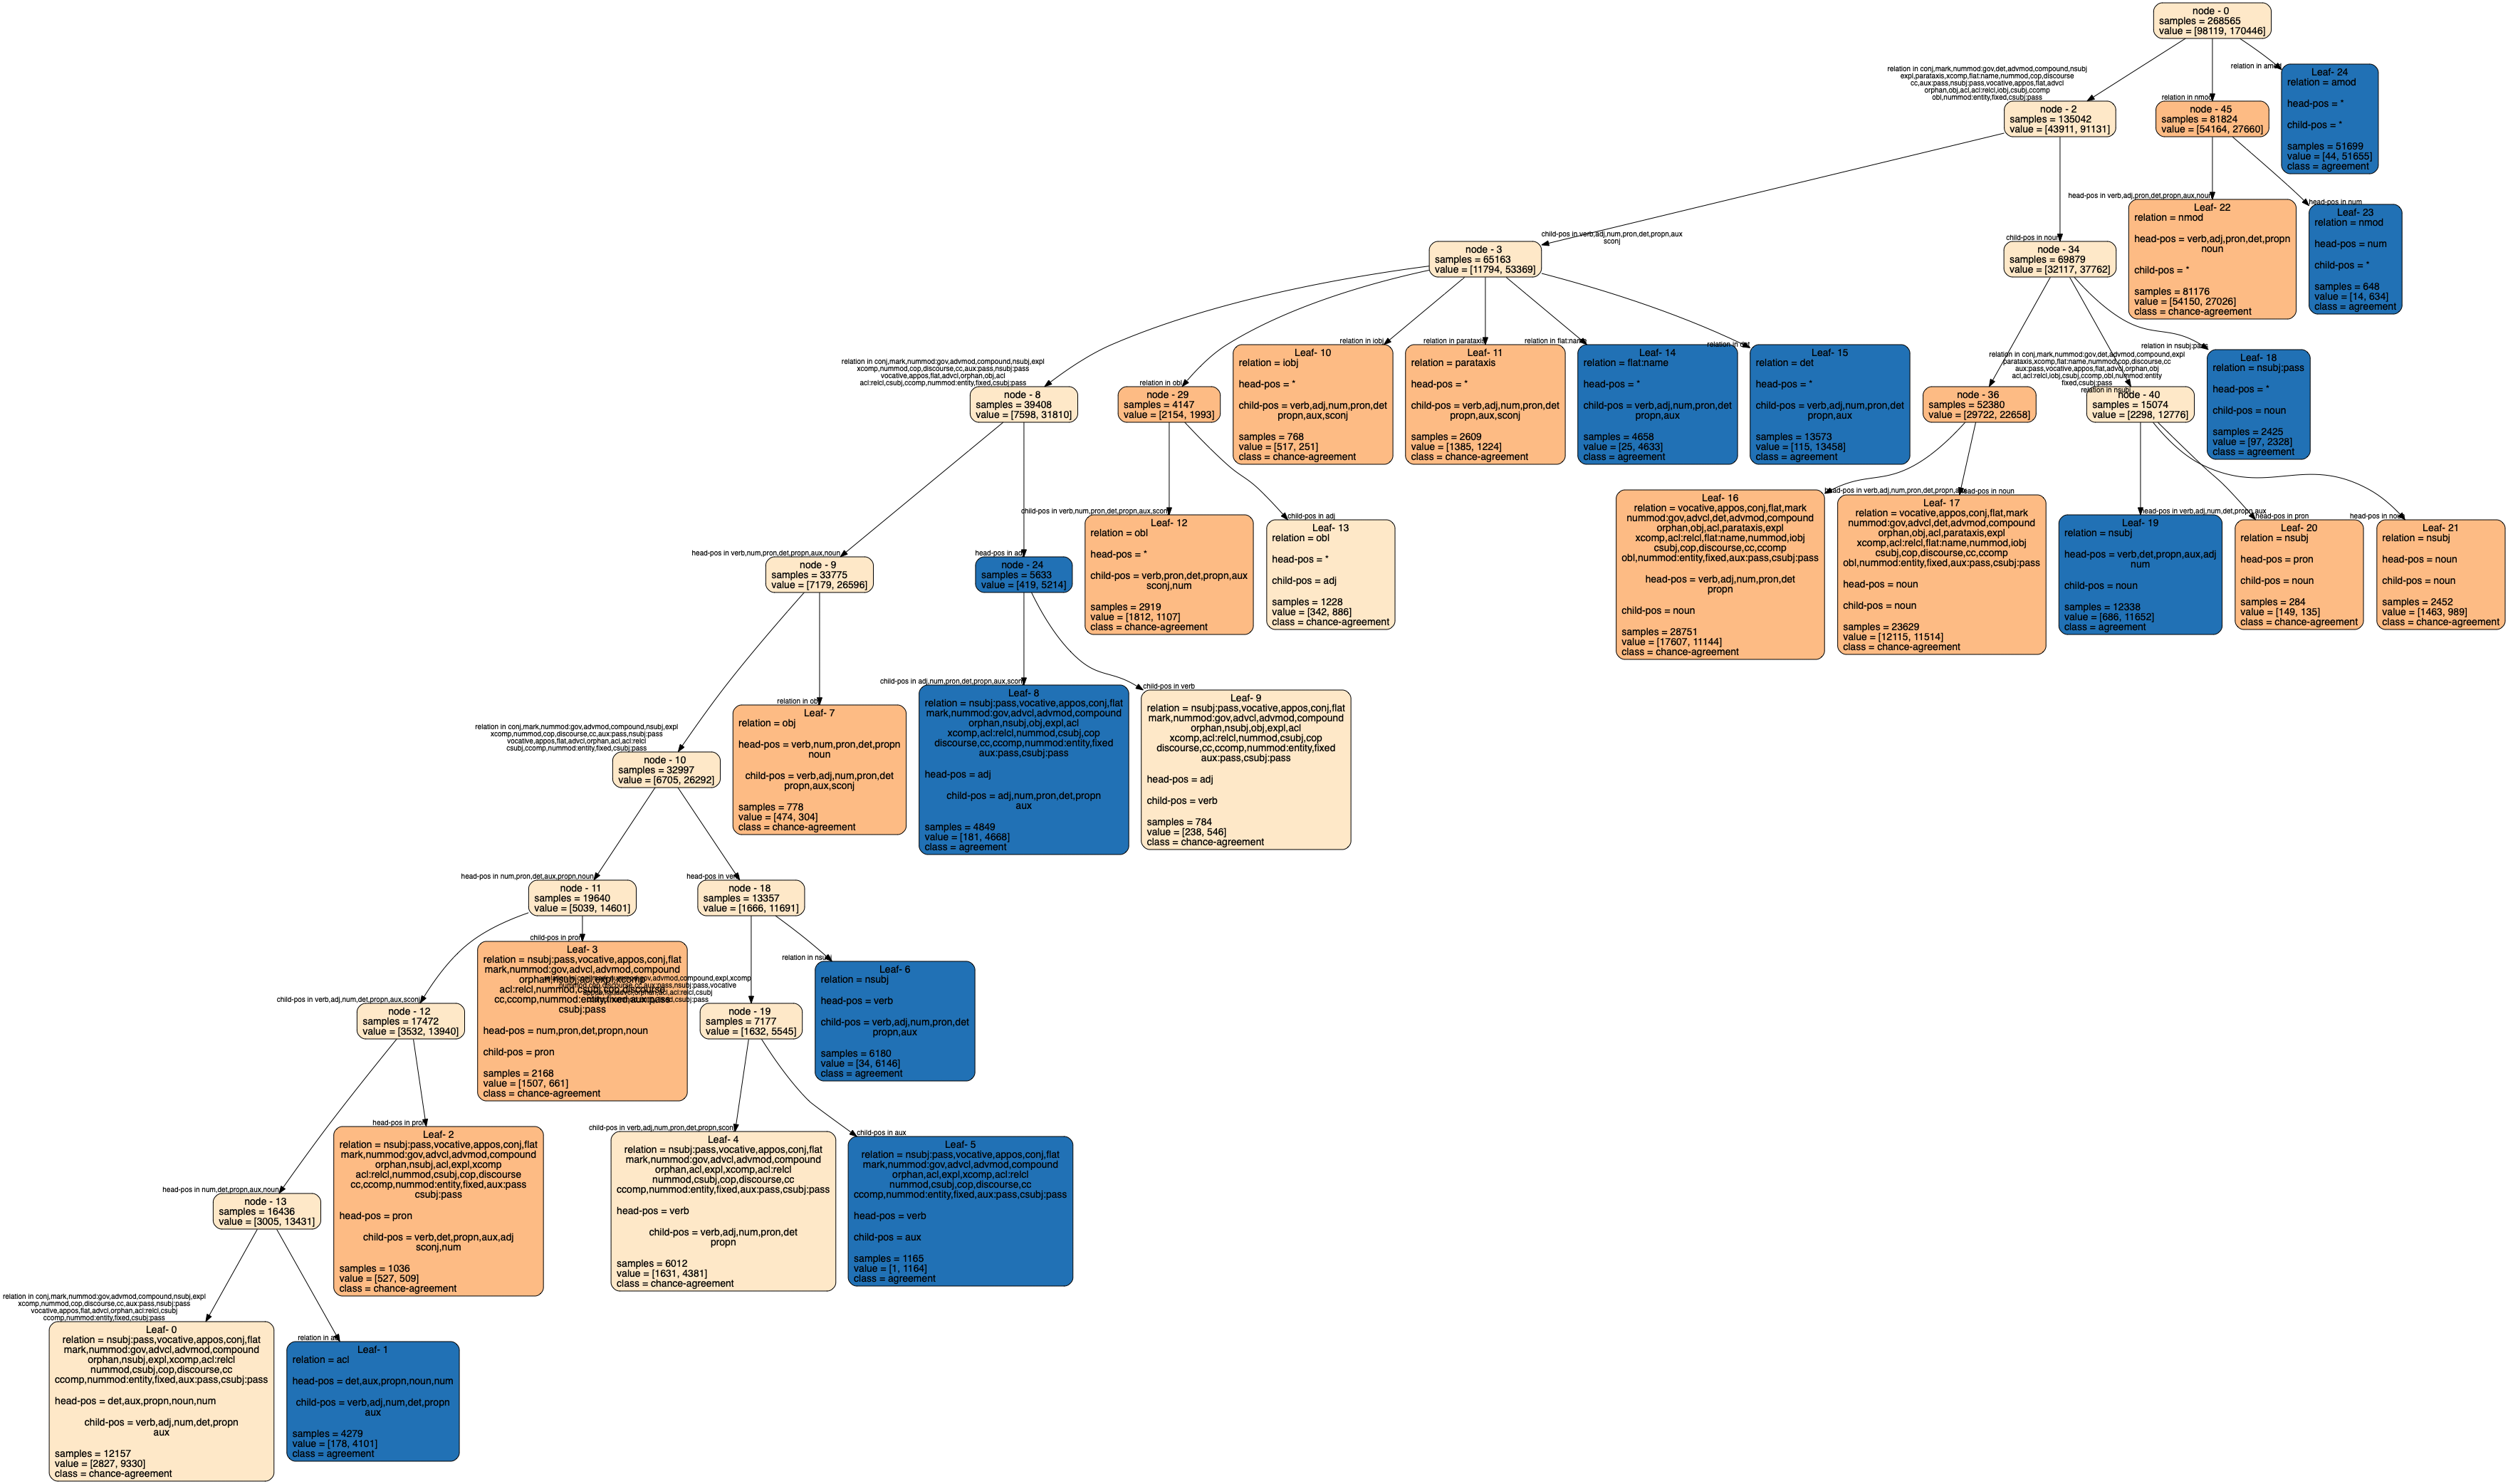 node - 0
samples = 268565
value = [98119, 170446]
relation in conj,mark,nummod:gov,det,advmod,compound,nsubj
expl,parataxis,xcomp,flat:name,nummod,cop,discourse
cc,aux:pass,nsubj:pass,vocative,appos,flat,advcl
orphan,obj,acl,acl:relcl,iobj,csubj,ccomp
obl,nummod:entity,fixed,csubj:pass
node - 2
samples = 135042
value = [43911, 91131]
relation in nmod
node - 45
samples = 81824
value = [54164, 27660]
relation in
Leaf- 24
relation = amod
head-pos = *
child-pos = *
samples = 51699
value = [44, 51655]
class = agreement
head-pos in verb,adj,pron,det,propn,aux,noun
Leaf- 22
relation = nmod
head-pos = verb,adj,pron,det,propn
noun
child-pos = *
samples = 81176
value = [54150, 27026]
class = chance-agreement
head-pos in num
Leaf- 23
relation = nmod
head-pos = num
child-pos = *
samples = 648
value = [14, 634]
class = agreement
child-pos in verb,adj,num,pron,det,propn,aux
sconj
node - 3
samples = 65163
value = [11794, 53369]
child-pos in noun
node - 34
samples = 69879
value = [32117, 37762]
relation in conj,mark,nummod:gov,advmod,compound,nsubj,expl
xcomp,nummod,cop,discourse,cc,aux:pass,nsubj:pass
vocative,appos,flat,advcl,orphan,obj,acl
acl:relcl,csubj,ccomp,nummod:entity,fixed,csubj:pass
node - 8
samples = 39408
value = [7598, 31810]
relation in obl
node - 29
samples = 4147
value = [2154, 1993]
relation in iobj
Leaf- 10
relation = iobj
head-pos = *
child-pos = verb,adj,num,pron,det
propn,aux,sconj
samples = 768
value = [517, 251]
class = chance-agreement
relation in parataxis
Leaf- 11
relation = parataxis
head-pos = *
child-pos = verb,adj,num,pron,det
propn,aux,sconj
samples = 2609
value = [1385, 1224]
class = chance-agreement
relation in flat:name
Leaf- 14
relation = flat:name
head-pos = *
child-pos = verb,adj,num,pron,det
propn,aux
samples = 4658
value = [25, 4633]
class = agreement
relation in
Leaf- 15
relation = det
head-pos = *
child-pos = verb,adj,num,pron,det
propn,aux
samples = 13573
value = [115, 13458]
class = agreement
relation in conj,mark,nummod:gov,det,advmod,compound,expl
parataxis,xcomp,flat:name,nummod,cop,discourse,cc
aux:pass,vocative,appos,flat,advcl,orphan,obj
acl,acl:relcl,iobj,csubj,ccomp,obl,nummod:entity
fixed,csubj:pass
node - 36
samples = 52380
value = [29722, 22658]
relation in nsubj
node - 40
samples = 15074
value = [2298, 12776]
relation in nsubj:pass
Leaf- 18
relation = nsubj:pass
head-pos = *
child-pos = noun
samples = 2425
value = [97, 2328]
class = agreement
head-pos in verb,num,pron,det,propn,aux,noun
node - 9
samples = 33775
value = [7179, 26596]
head-pos in adj
node - 24
samples = 5633
value = [419, 5214]
child-pos in verb,num,pron,det,propn,aux,sconj
Leaf- 12
relation = obl
head-pos = *
child-pos = verb,pron,det,propn,aux
sconj,num
samples = 2919
value = [1812, 1107]
class = chance-agreement
child-pos in adj
Leaf- 13
relation = obl
head-pos = *
child-pos = adj
samples = 1228
value = [342, 886]
class = chance-agreement
head-pos in verb,adj,num,pron,det,propn,
Leaf- 16
relation = vocative,appos,conj,flat,mark
nummod:gov,advcl,det,advmod,compound
orphan,obj,acl,parataxis,expl
xcomp,acl:relcl,flat:name,nummod,iobj
csubj,cop,discourse,cc,ccomp
obl,nummod:entity,fixed,aux:pass,csubj:pass
head-pos = verb,adj,num,pron,det
propn
child-pos = noun
samples = 28751
value = [17607, 11144]
class = chance-agreement
head-pos in noun
Leaf- 17
relation = vocative,appos,conj,flat,mark
nummod:gov,advcl,det,advmod,compound
orphan,obj,acl,parataxis,expl
xcomp,acl:relcl,flat:name,nummod,iobj
csubj,cop,discourse,cc,ccomp
obl,nummod:entity,fixed,aux:pass,csubj:pass
head-pos = noun
child-pos = noun
samples = 23629
value = [12115, 11514]
class = chance-agreement
head-pos in verb,adj,num,det,propn,aux
Leaf- 19
relation = nsubj
head-pos = verb,det,propn,aux,adj
num
child-pos = noun
samples = 12338
value = [686, 11652]
class = agreement
head-pos in pron
Leaf- 20
relation = nsubj
head-pos = pron
child-pos = noun
samples = 284
value = [149, 135]
class = chance-agreement
head-pos in noun
Leaf- 21
relation = nsubj
head-pos = noun
child-pos = noun
samples = 2452
value = [1463, 989]
class = chance-agreement
relation in conj,mark,nummod:gov,advmod,compound,nsubj,expl
xcomp,nummod,cop,discourse,cc,aux:pass,nsubj:pass
vocative,appos,flat,advcl,orphan,acl,acl:relcl
csubj,ccomp,nummod:entity,fixed,csubj:pass
node - 10
samples = 32997
value = [6705, 26292]
relation in obj
Leaf- 7
relation = obj
head-pos = verb,num,pron,det,propn
noun
child-pos = verb,adj,num,pron,det
propn,aux,sconj
samples = 778
value = [474, 304]
class = chance-agreement
child-pos in adj,num,pron,det,propn,aux,sconj
Leaf- 8
relation = nsubj:pass,vocative,appos,conj,flat
mark,nummod:gov,advcl,advmod,compound
orphan,nsubj,obj,expl,acl
xcomp,acl:relcl,nummod,csubj,cop
discourse,cc,ccomp,nummod:entity,fixed
aux:pass,csubj:pass
head-pos = adj
child-pos = adj,num,pron,det,propn
aux
samples = 4849
value = [181, 4668]
class = agreement
child-pos in verb
Leaf- 9
relation = nsubj:pass,vocative,appos,conj,flat
mark,nummod:gov,advcl,advmod,compound
orphan,nsubj,obj,expl,acl
xcomp,acl:relcl,nummod,csubj,cop
discourse,cc,ccomp,nummod:entity,fixed
aux:pass,csubj:pass
head-pos = adj
child-pos = verb
samples = 784
value = [238, 546]
class = chance-agreement
head-pos in num,pron,det,aux,propn,noun
node - 11
samples = 19640
value = [5039, 14601]
head-pos in verb
node - 18
samples = 13357
value = [1666, 11691]
child-pos in verb,adj,num,det,propn,aux,sconj
node - 12
samples = 17472
value = [3532, 13940]
child-pos in pron
Leaf- 3
relation = nsubj:pass,vocative,appos,conj,flat
mark,nummod:gov,advcl,advmod,compound
orphan,nsubj,acl,expl,xcomp
acl:relcl,nummod,csubj,cop,discourse
cc,ccomp,nummod:entity,fixed,aux:pass
csubj:pass
head-pos = num,pron,det,propn,noun
child-pos = pron
samples = 2168
value = [1507, 661]
class = chance-agreement
node - 19
samples = 7177
value = [1632, 5545]
relation in nsubj
Leaf- 6
relation = nsubj
head-pos = verb
child-pos = verb,adj,num,pron,det
propn,aux
samples = 6180
value = [34, 6146]
class = agreement
head-pos in num,det,propn,aux,noun
node - 13
samples = 16436
value = [3005, 13431]
head-pos in pron
Leaf- 2
relation = nsubj:pass,vocative,appos,conj,flat
mark,nummod:gov,advcl,advmod,compound
orphan,nsubj,acl,expl,xcomp
acl:relcl,nummod,csubj,cop,discourse
cc,ccomp,nummod:entity,fixed,aux:pass
csubj:pass
head-pos = pron
child-pos = verb,det,propn,aux,adj
sconj,num
samples = 1036
value = [527, 509]
class = chance-agreement
child-pos in verb,adj,num,pron,det,propn,sconj
Leaf- 4
relation = nsubj:pass,vocative,appos,conj,flat
mark,nummod:gov,advcl,advmod,compound
orphan,acl,expl,xcomp,acl:relcl
nummod,csubj,cop,discourse,cc
ccomp,nummod:entity,fixed,aux:pass,csubj:pass
head-pos = verb
child-pos = verb,adj,num,pron,det
propn
samples = 6012
value = [1631, 4381]
class = chance-agreement
child-pos in aux
Leaf- 5
relation = nsubj:pass,vocative,appos,conj,flat
mark,nummod:gov,advcl,advmod,compound
orphan,acl,expl,xcomp,acl:relcl
nummod,csubj,cop,discourse,cc
ccomp,nummod:entity,fixed,aux:pass,csubj:pass
head-pos = verb
child-pos = aux
samples = 1165
value = [1, 1164]
class = agreement
relation in conj,mark,nummod:gov,advmod,compound,nsubj,expl
xcomp,nummod,cop,discourse,cc,aux:pass,nsubj:pass
vocative,appos,flat,advcl,orphan,acl:relcl,csubj
ccomp,nummod:entity,fixed,csubj:pass
Leaf- 0
relation = nsubj:pass,vocative,appos,conj,flat
mark,nummod:gov,advcl,advmod,compound
orphan,nsubj,expl,xcomp,acl:relcl
nummod,csubj,cop,discourse,cc
ccomp,nummod:entity,fixed,aux:pass,csubj:pass
head-pos = det,aux,propn,noun,num
child-pos = verb,adj,num,det,propn
aux
samples = 12157
value = [2827, 9330]
class = chance-agreement
relation in
Leaf- 1
relation = acl
head-pos = det,aux,propn,noun,num
child-pos = verb,adj,num,det,propn
aux
samples = 4279
value = [178, 4101]
class = agreement